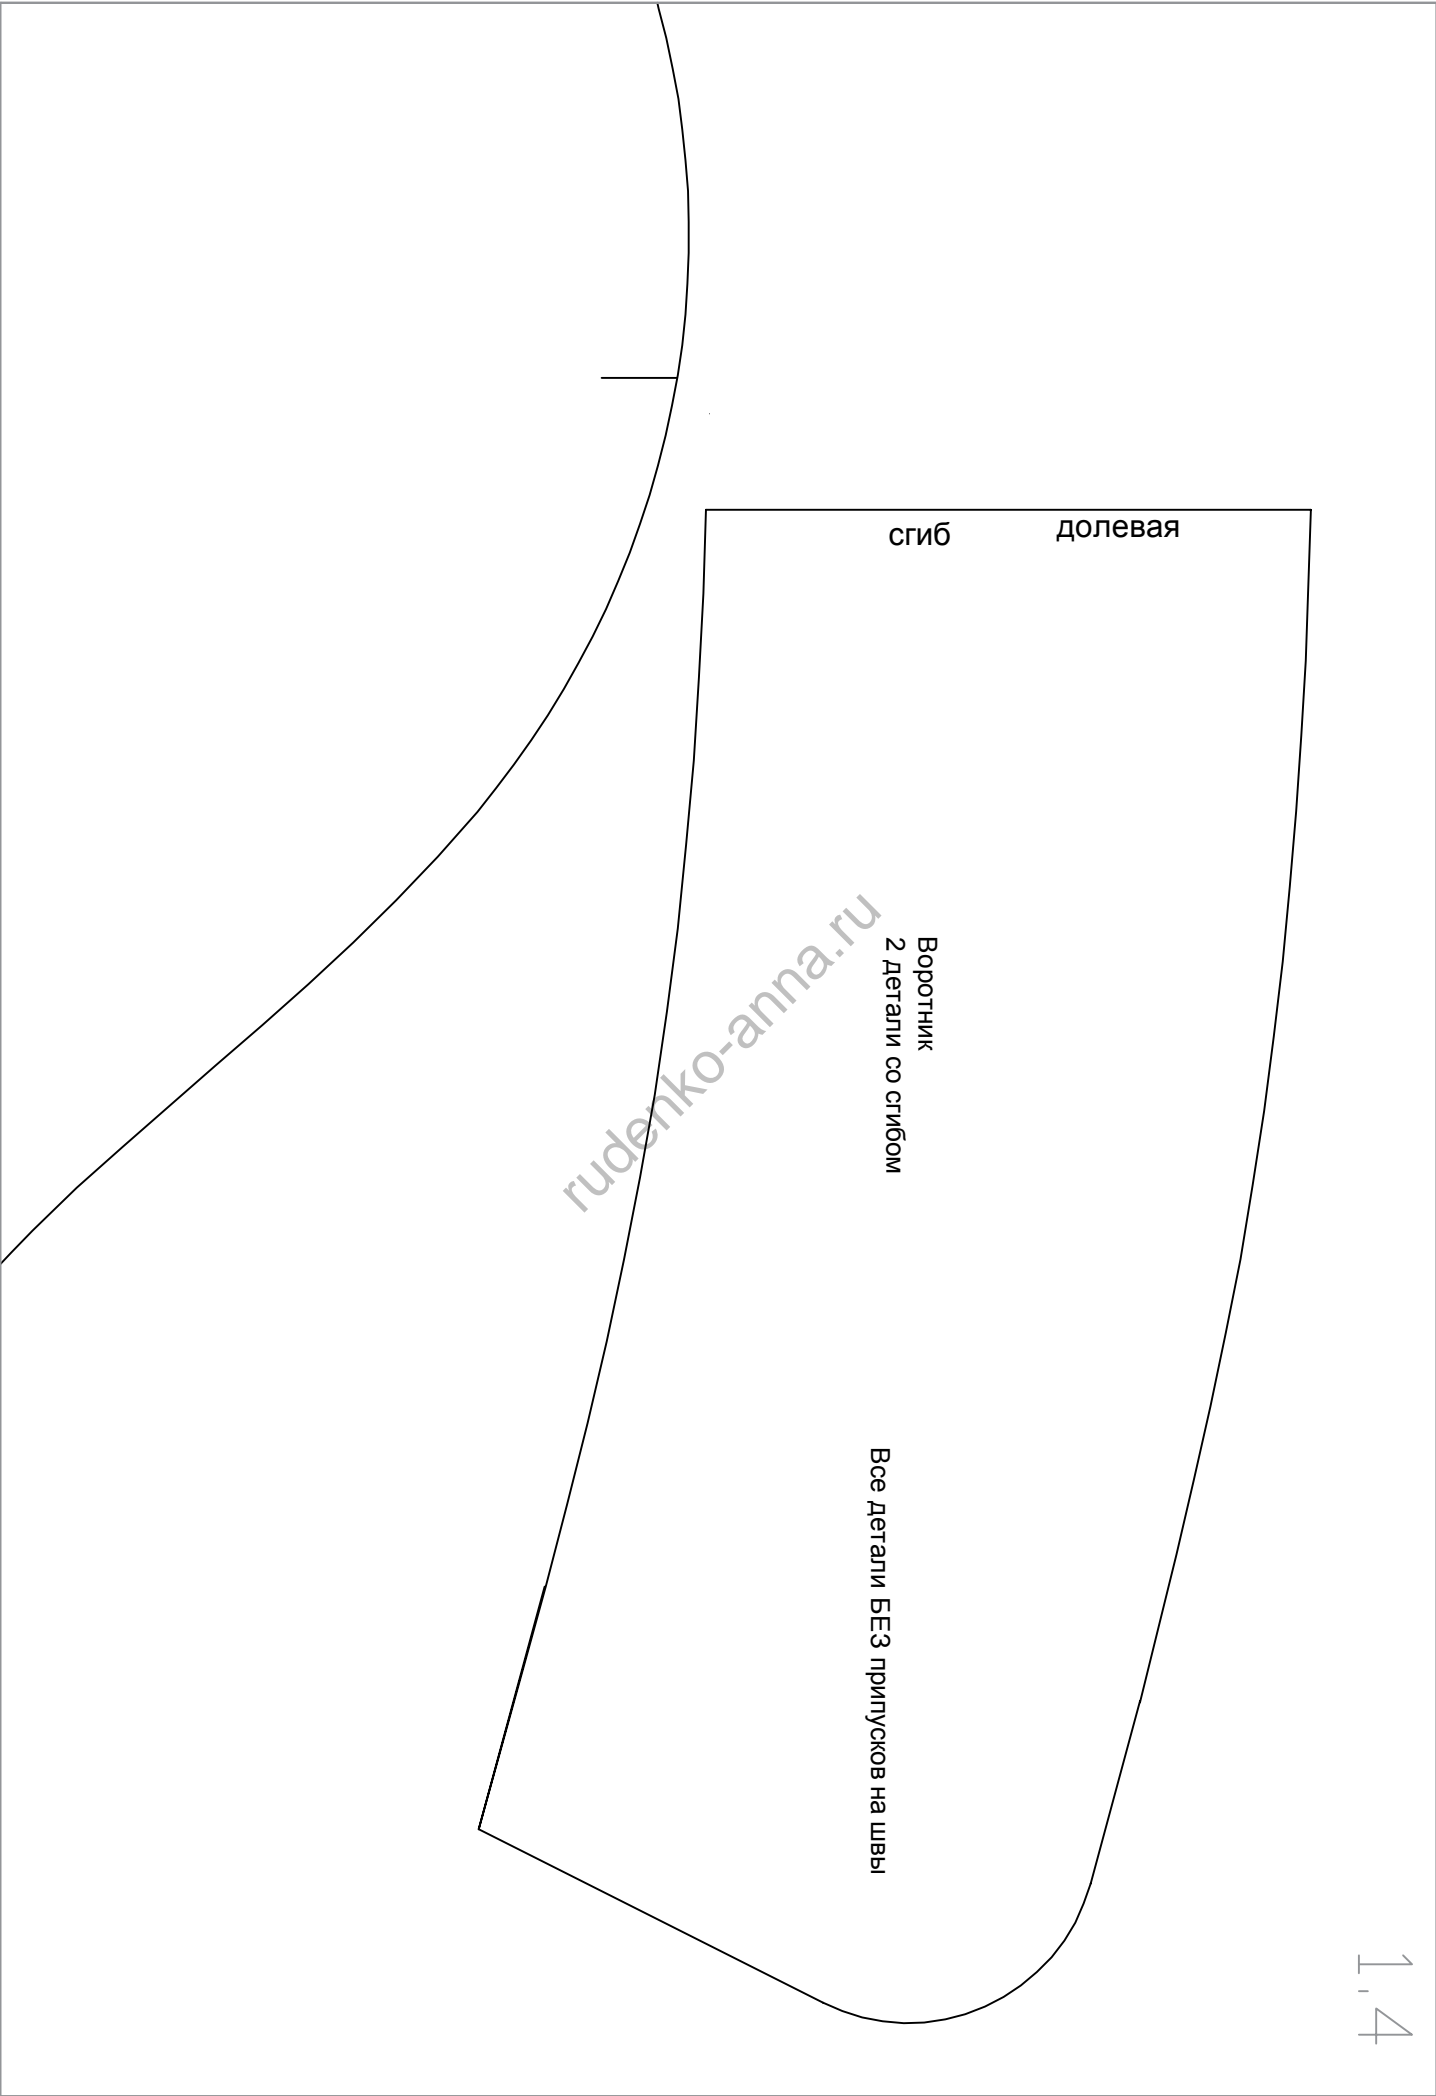 сгиб
долевая
Воротник
2 детали со сгибом
rudenko-anna.ru
Все детали БЕЗ припусков на швы
1.4